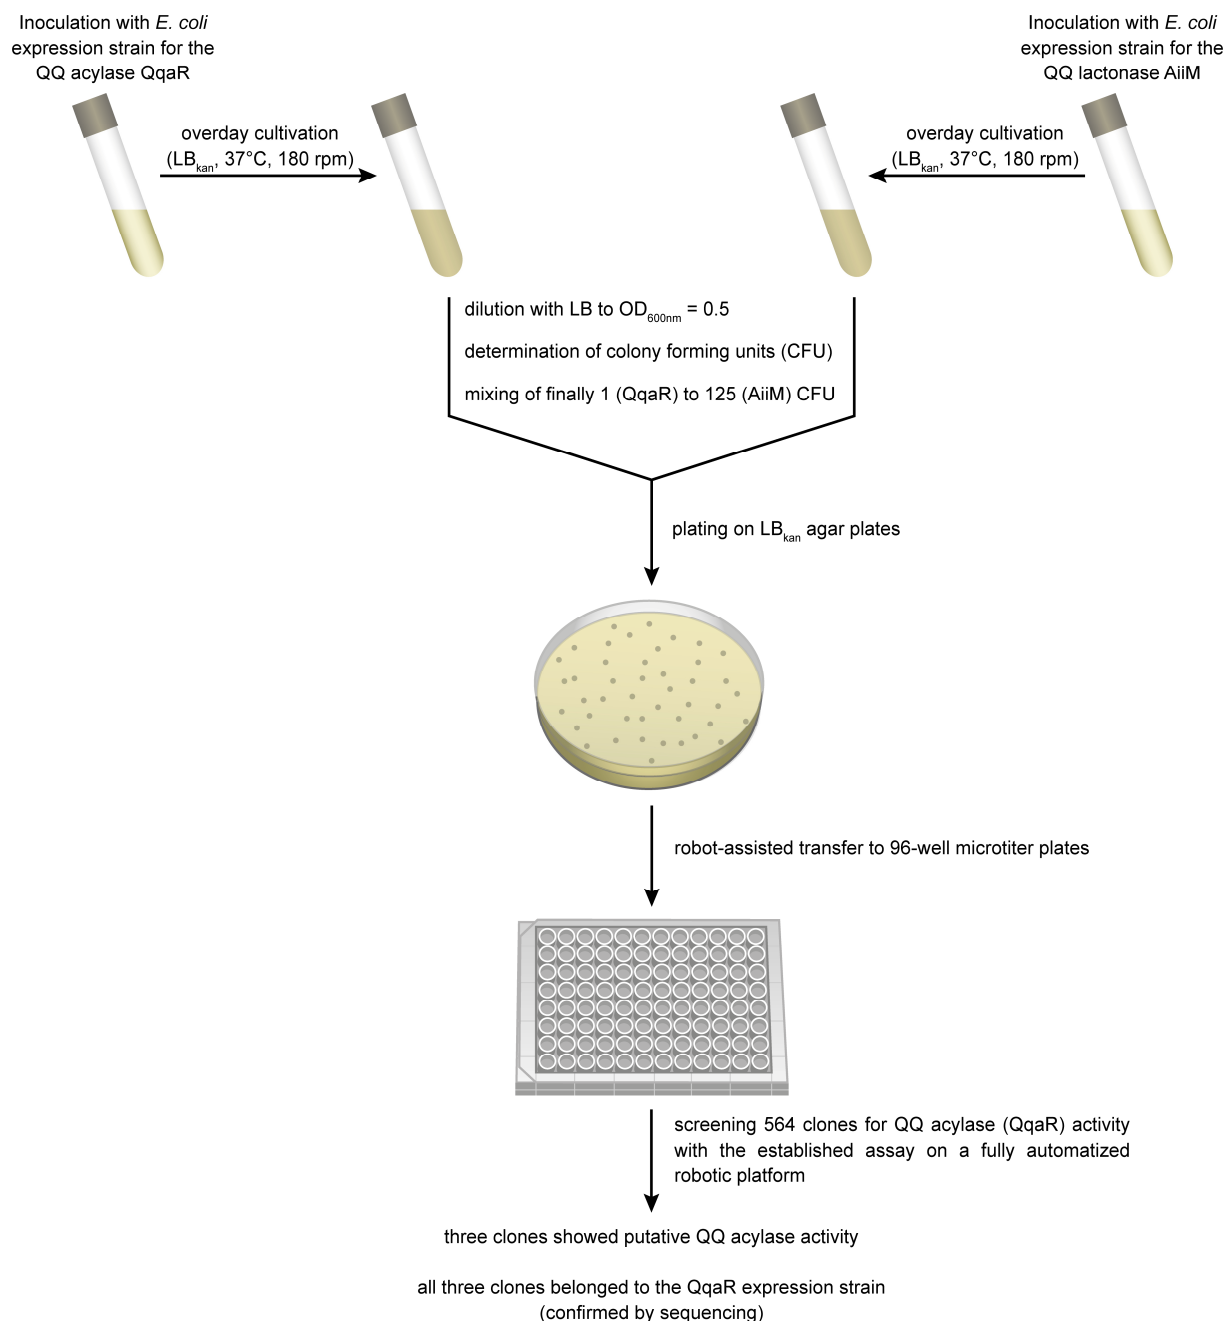 Inoculation with E. coli
expression strain for the
QQ acylase QqaR
Inoculation with E. coli
expression strain for the
QQ lactonase AiiM
overday cultivation
(LBkan, 37°C, 180 rpm)
overday cultivation
(LBkan, 37°C, 180 rpm)
dilution with LB to OD600nm = 0.5
determination of colony forming units (CFU)
mixing of finally 1 (QqaR) to 125 (AiiM) CFU
plating on LBkan agar plates
robot-assisted transfer to 96-well microtiter plates
screening 564 clones for QQ acylase (QqaR) activity
with the established assay on a fully automatized
robotic platform
three clones showed putative QQ acylase activity
all three clones belonged to the QqaR expression strain
(confirmed by sequencing)